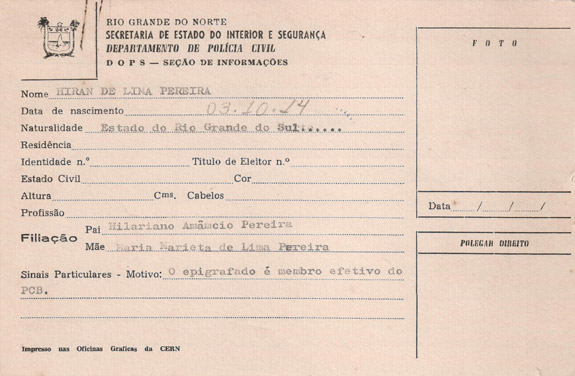 RIO GRANDE DO NORTE
SECRETARIA DE ESTADO DO INTERIOR E SEGURANÇA
DEPARTAMENTO DE POLÍCIA CIVIL
DOPS — SEÇÃO DE INFORMAÇÕES
FOTO
Nome HIRAN DE LIMA PEREIRA
Data de nascimento 03.10.14
Naturalidade Estado do Rio Grande do Sul.....
Residência
Identidade n.º Titulo de Eleitor n.º
Estado Civil Cor
Altura Cms. Cabelos
Data / / /
Profissão
Filiação
Pai Hilariano Amâncio Pereira
Mãe Maria Marieta de Lima Pereira
POLEGAR DIREITO
Sinais Particulares - Motivo: O epigrafado é membro efetivo do
PCB.
Impresso nas Oficinas Graficas da CERN